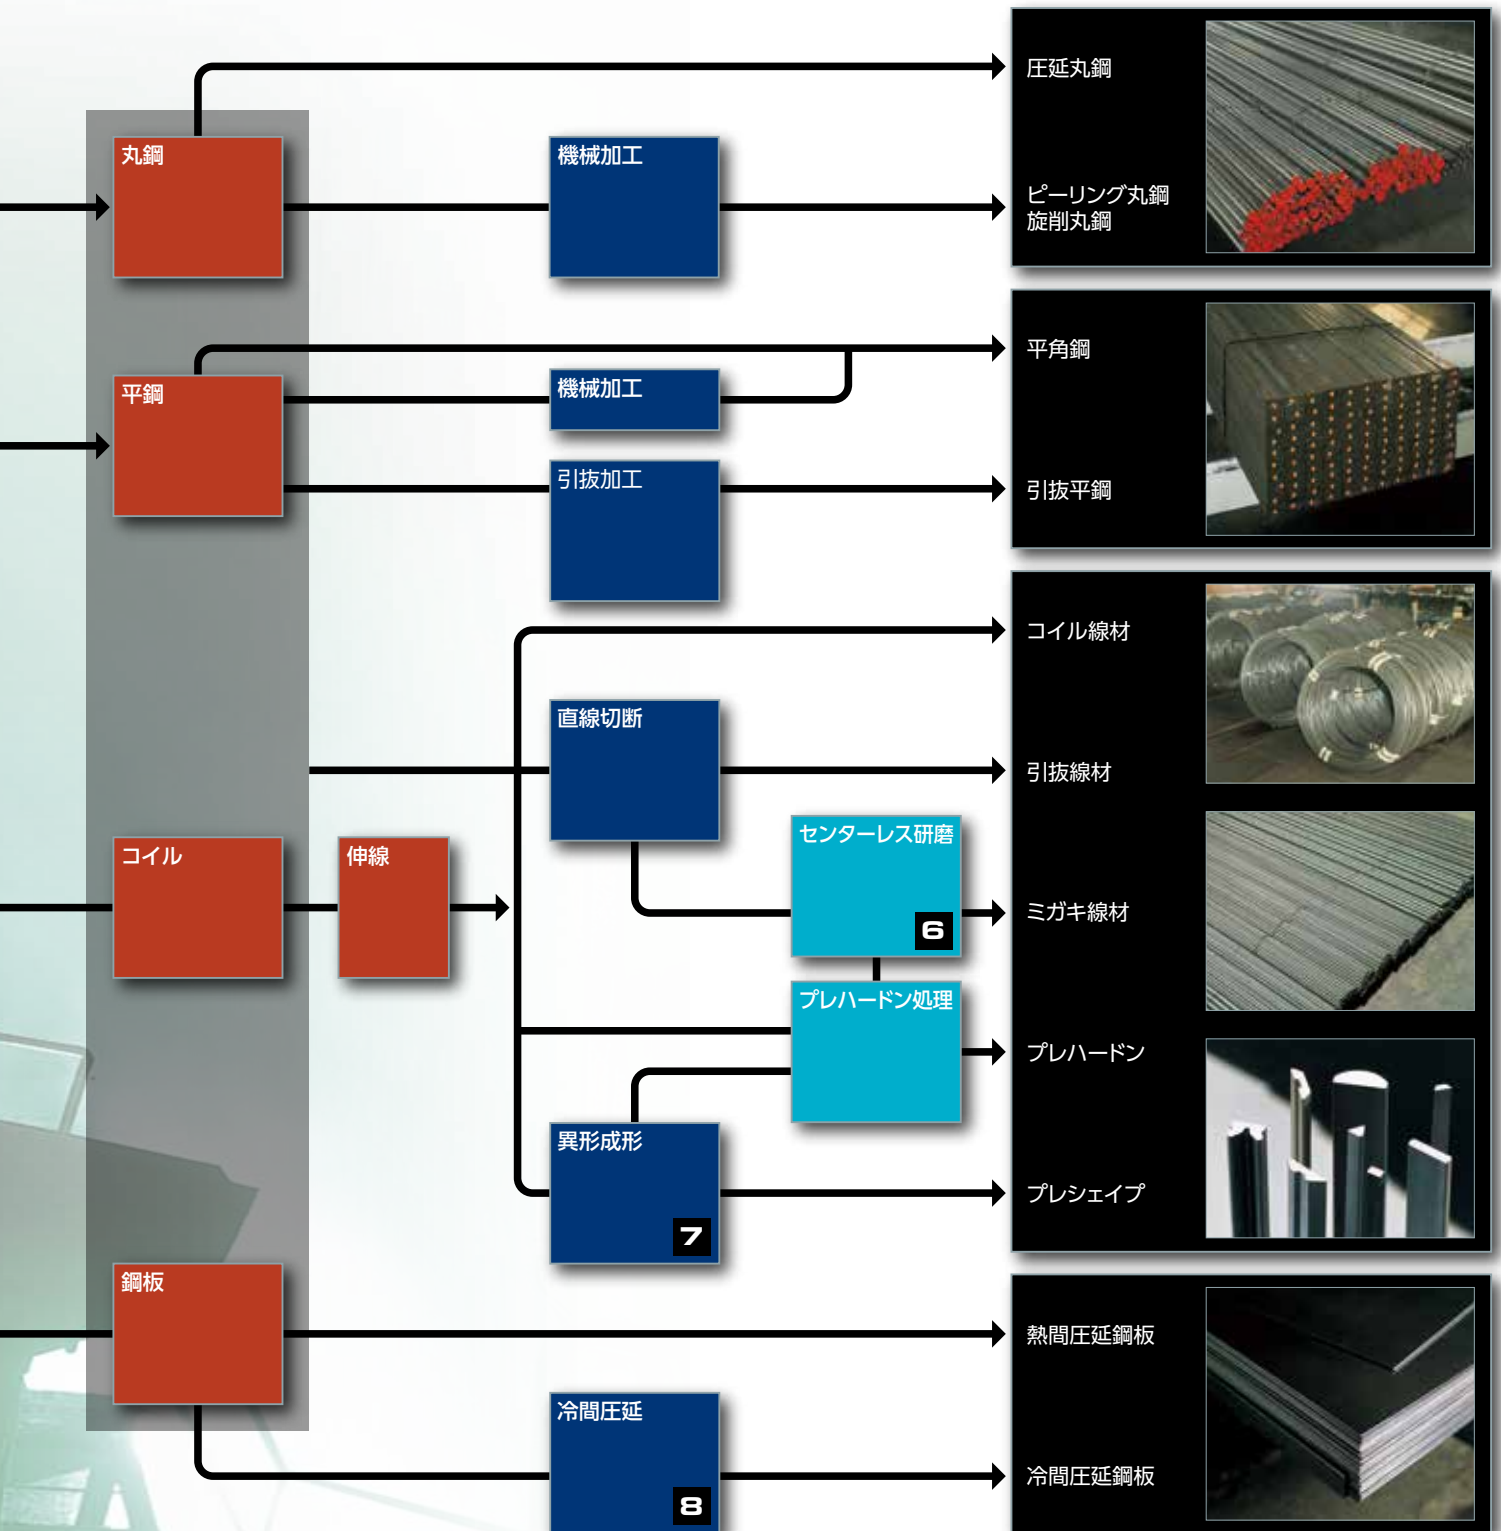 圧延丸鋼
丸鋼
機械加工
ピーリング丸鋼
旋削丸鋼
平鋼
機械加工
平角鋼
引抜加工
引抜平鋼
コイル線材
直線切断
引抜線材
コイル
伸線
センターレス研磨
6
ミガキ線材
プレハードン処理
プレハードン
異形成形
7
プレシェイプ
鋼板
熱間圧延鋼板
冷間圧延
8
冷間圧延鋼板